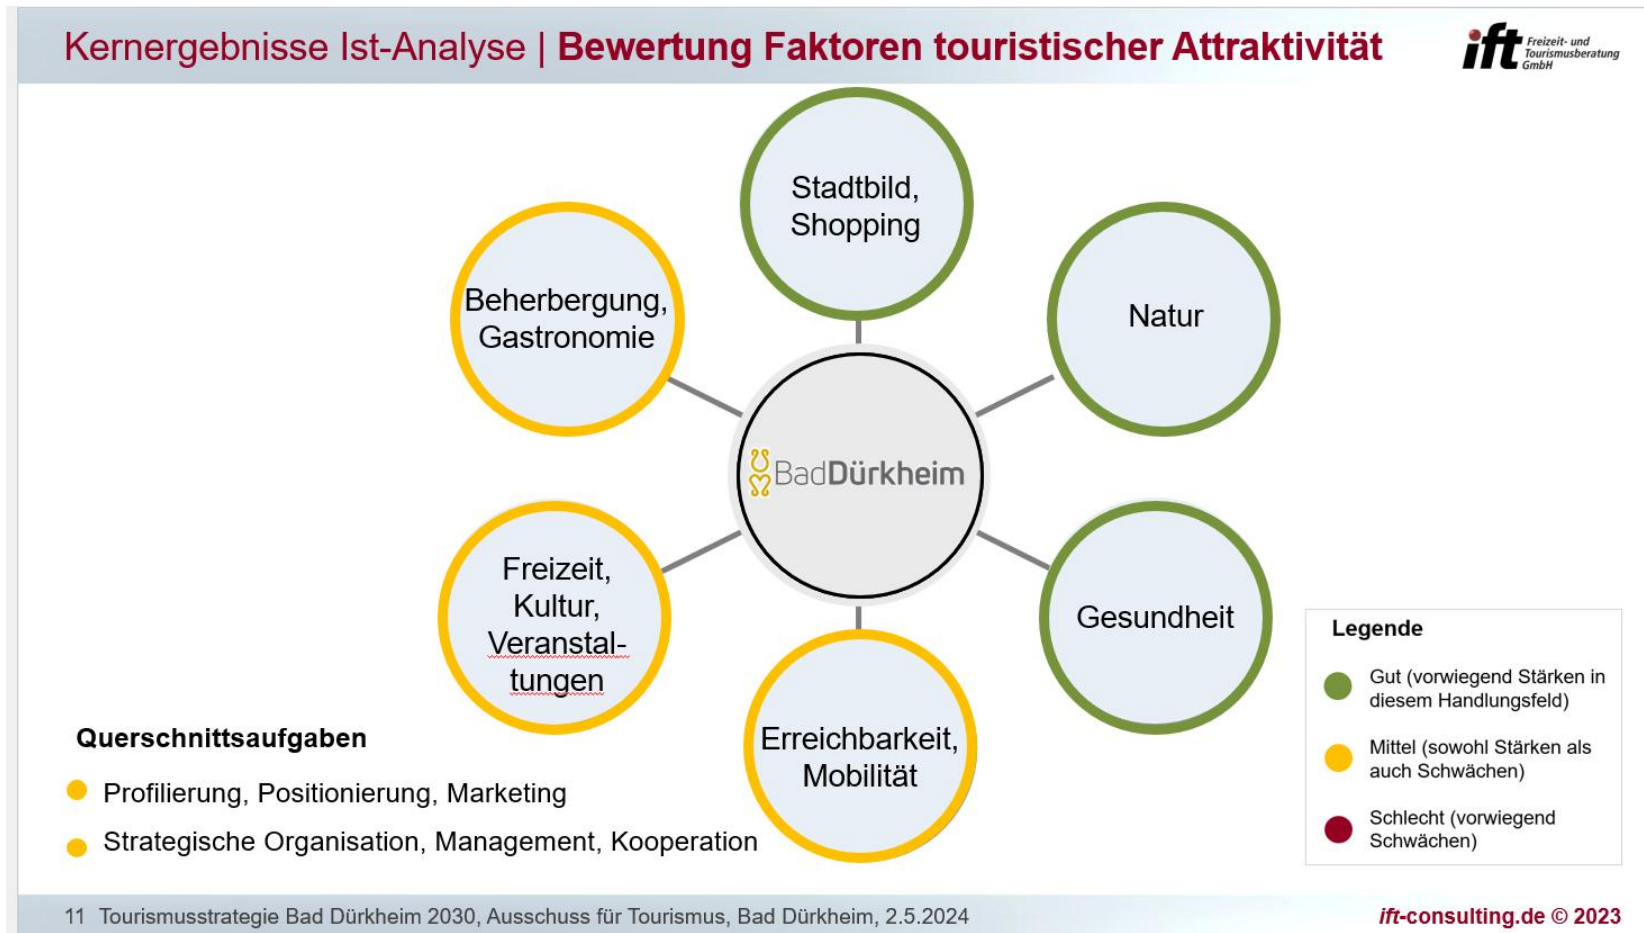 Kernergebnisse Ist-Analyse | Bewertung Faktoren touristischer Attraktivität
ift Freizeit- und
Tourismusberatung
GmbH
Stadtbild,
Shopping
Beherbergung,
Gastronomie
Natur
BadDürkheim
Freizeit,
Kultur,
Veranstal-
tungen
Gesundheit
Erreichbarkeit,
Mobilität
Querschnittsaufgaben
Profilierung, Positionierung, Marketing
Strategische Organisation, Management, Kooperation
Legende
Gut (vorwiegend Stärken in
diesem Handlungsfeld)
Mittel (sowohl Stärken als
auch Schwächen)
Schlecht (vorwiegend
Schwächen)
11 Tourismusstrategie Bad Dürkheim 2030, Ausschuss für Tourismus, Bad Dürkheim, 2.5.2024
ift-consulting.de © 2023